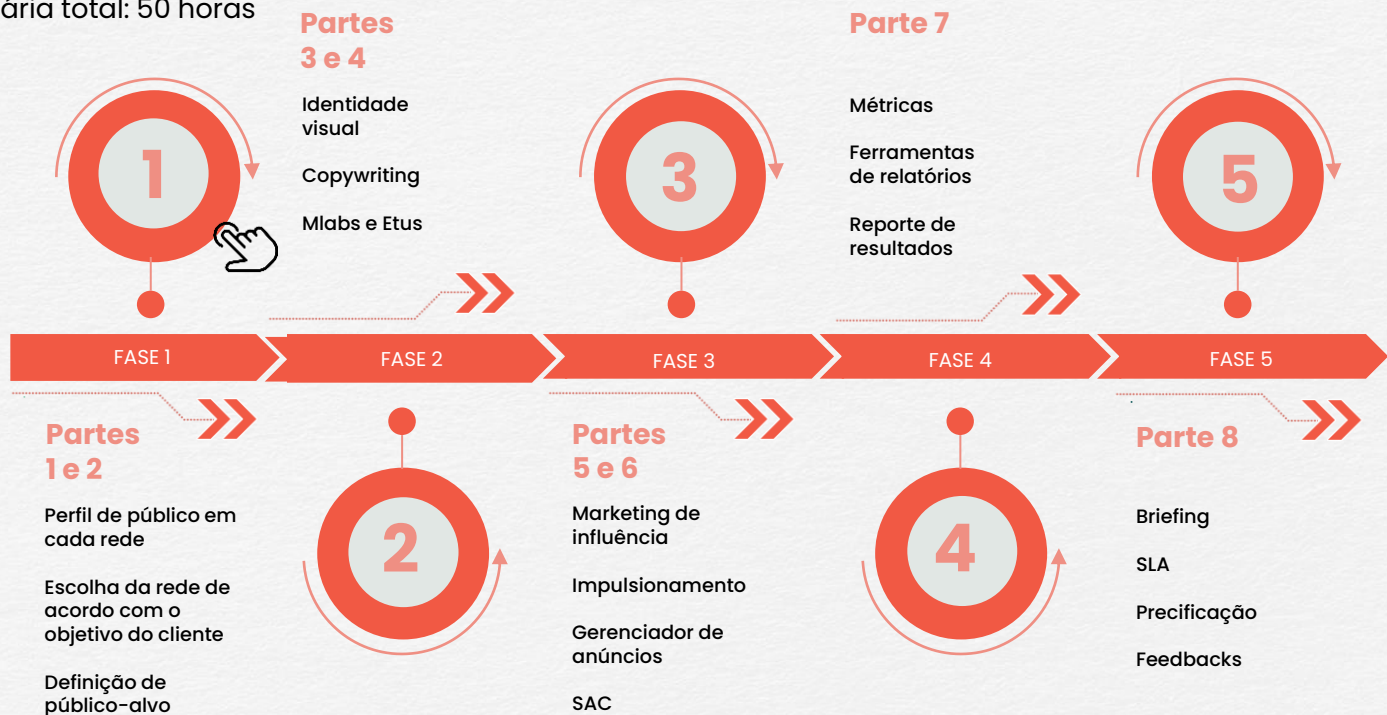 ária total: 50 horas
Partes
3 e 4
Identidade
visual
Copywriting
Mlabs e Etus
Parte 7
Métricas
Ferramentas
de relatórios
Reporte de
resultados
1
3
5
FASE 1
FASE 2
FASE 3
FASE 4
FASE 5
Partes
1 e 2
Perfil de público em
cada rede
Escolha da rede de
acordo com o
objetivo do cliente
Definição de
público-alvo
2
Partes
5 e 6
Marketing de
influência
Impulsionamento
Gerenciador de
anúncios
SAC
4
Parte 8
Briefing
SLA
Precificação
Feedbacks